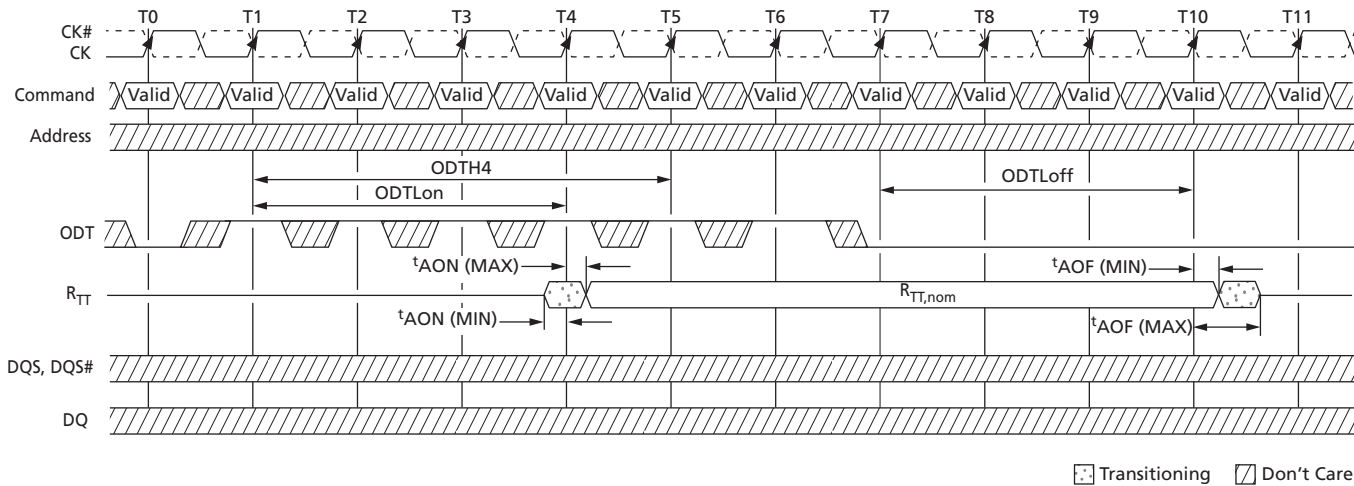 T0 T1 T2 T3 T4 T5 T6 T7 T8 T9 T10 T11
CK#
CK
Command Valid Valid Valid Valid Valid Valid Valid Valid Valid Valid Valid Valid
Address
ODTH4
ODTLoff
ODTLon
ODT
tAON (MAX) tAOF (MIN)
RTT RTT,nom
tAON (MIN) tAOF (MAX)
DQS, DQS#
DQ
Transitioning Don't Care